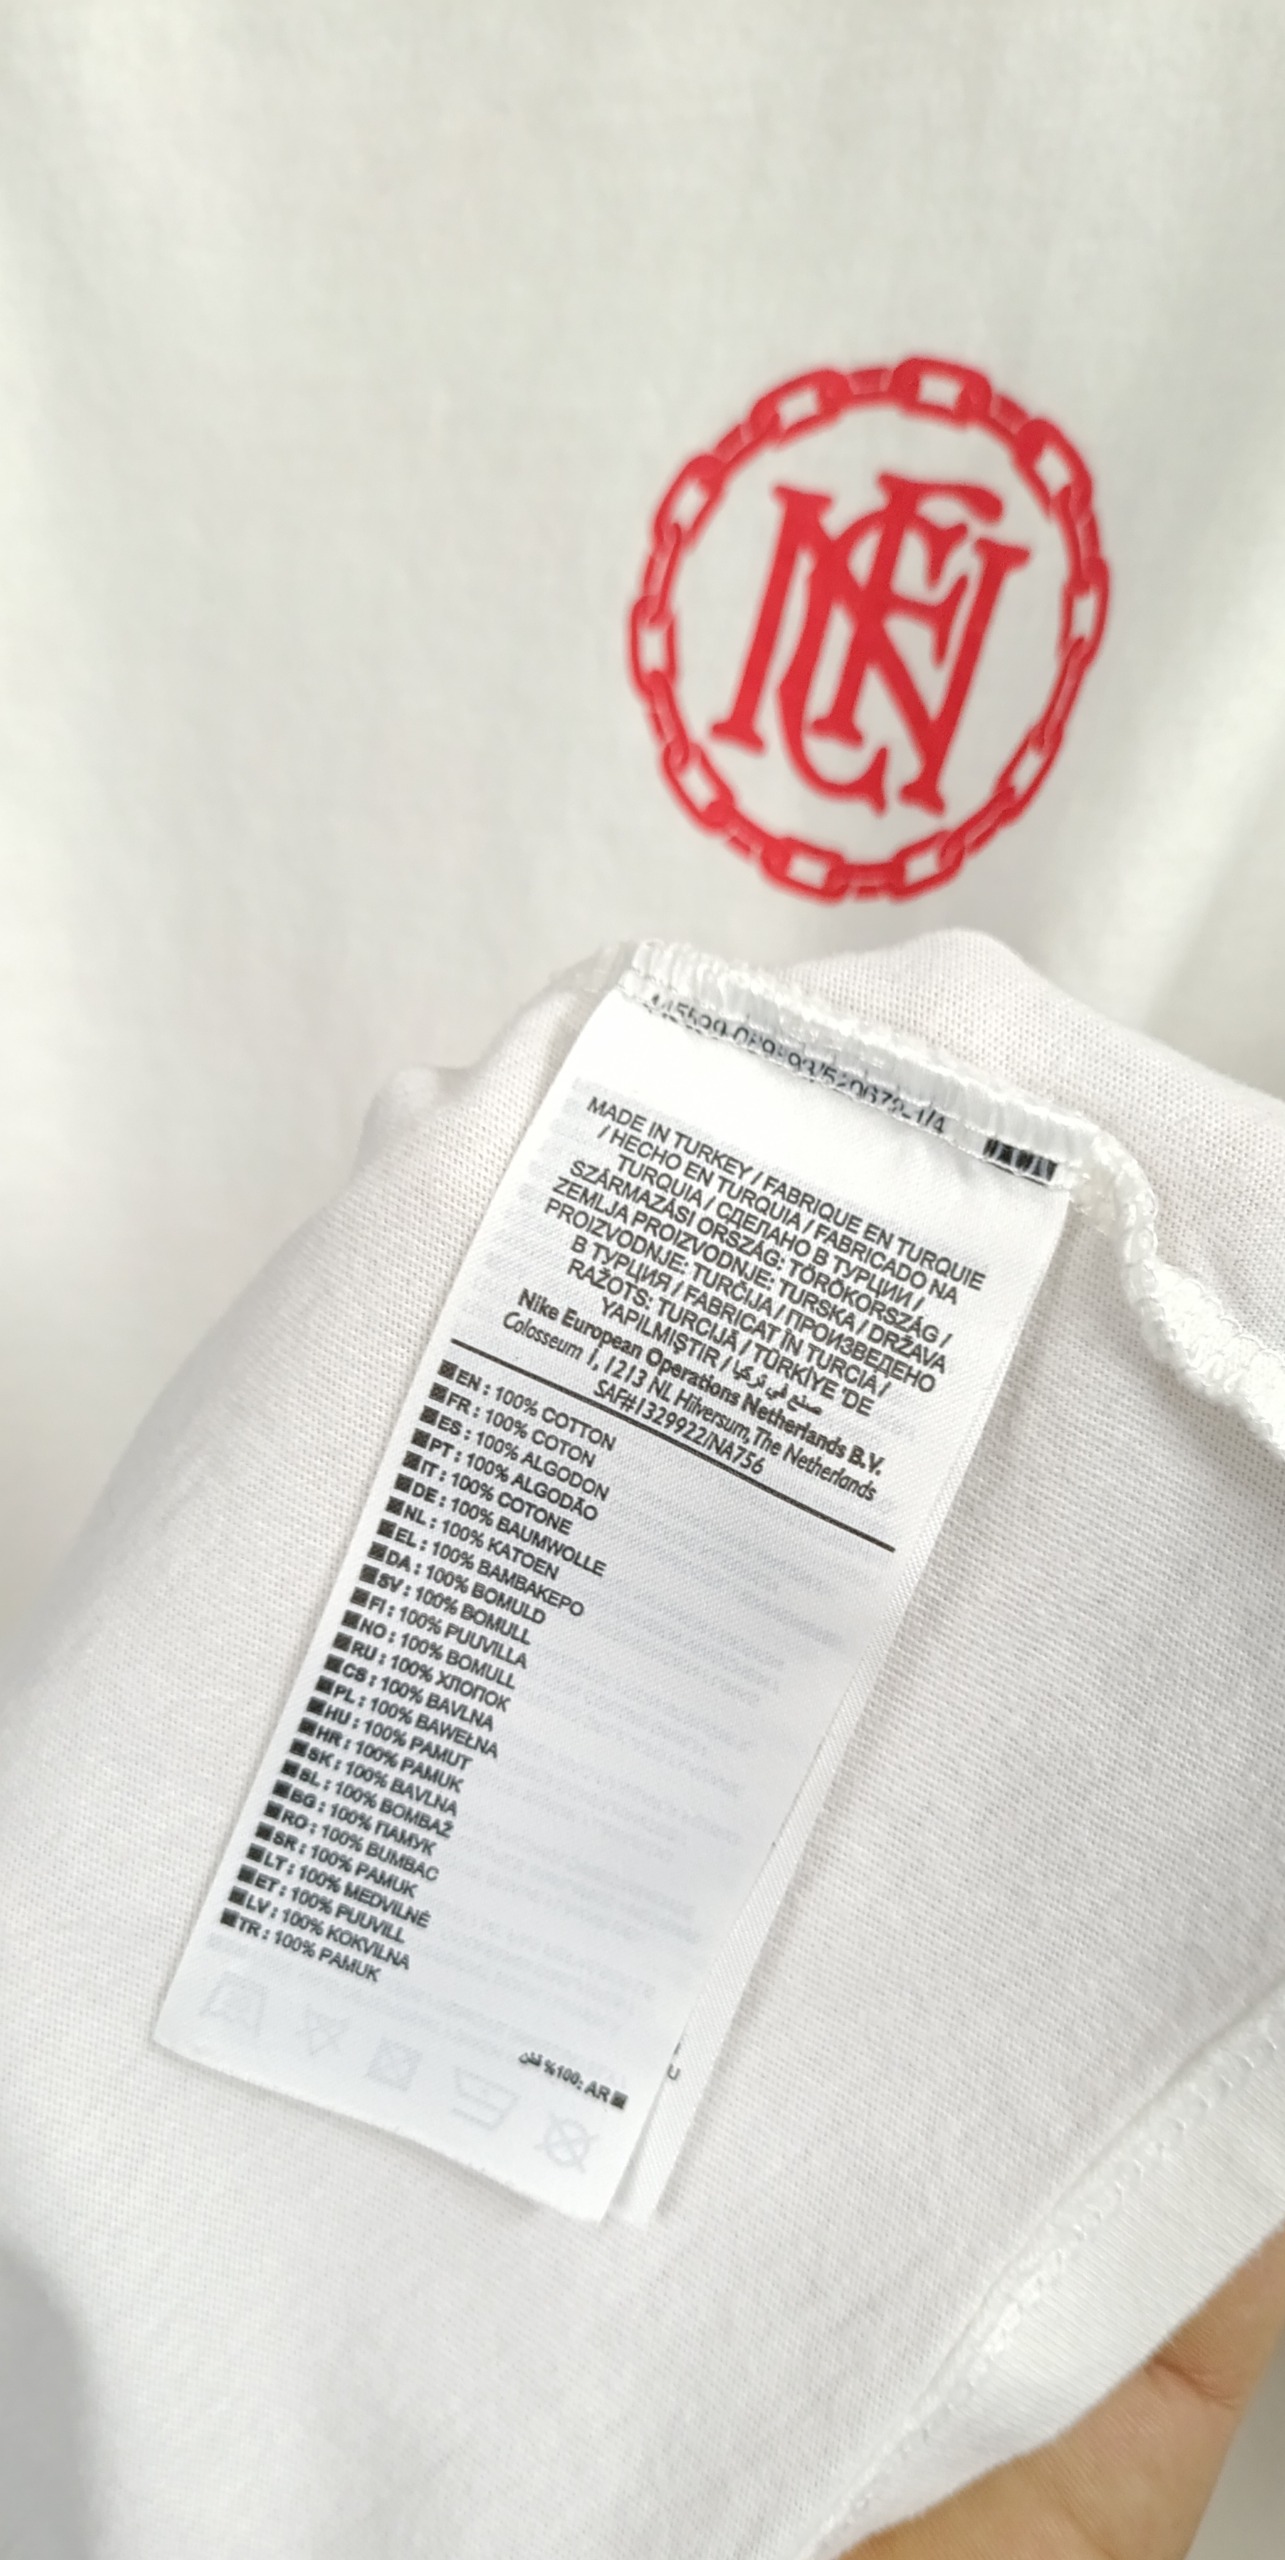 MADE IN TURKEY / FABRIQUE EN TURQUIE
/ HECHO EN TURQUIA / FABRICADO NA
TURQUIA / СДЕЛАНО В ТУРЦИИ /
SZÁRMAZÁSI ORSZÁG: TÖRÖKORSZÁG /
ZEMLJA PROIZVODNJE: TURSKA / DRŽAVA
PROIZVODNJE: TURČIJA / ПРОИЗВЕДЕНО
В ТУРЦИЯ / FABRICAT ÎN TURCIA /
RAŽOTS: TURCIJĀ / TÜRKİYE 'DE
YAPILMIŞTIR / صنع في تركيا
Nike European Operations Netherlands B.V.
Colosseum 1, 1213 NL Hilversum, The Netherlands
SAF#1329922/NA756
EN : 100% COTTON
FR : 100% COTON
ES : 100% ALGODON
PT : 100% ALGODÃO
IT : 100% COTONE
DE : 100% BAUMWOLLE
NL : 100% KATOEN
EL : 100% ΒΑΜΒΑΚΕΡΟ
DA : 100% BOMULD
SV : 100% BOMULL
FI : 100% PUUVILLA
NO : 100% BOMULL
RU : 100% ХЛОПОК
CS : 100% BAVLNA
PL : 100% BAWEŁNA
HU : 100% PAMUT
HR : 100% PAMUK
SK : 100% BAVLNA
SL : 100% BOMBAŽ
BG : 100% ПАМУК
RO : 100% BUMBAC
SR : 100% PAMUK
LT : 100% MEDVILNĖ
ET : 100% PUUVILL
LV : 100% KOKVILNA
TR : 100% PAMUK
AR :100% قطن